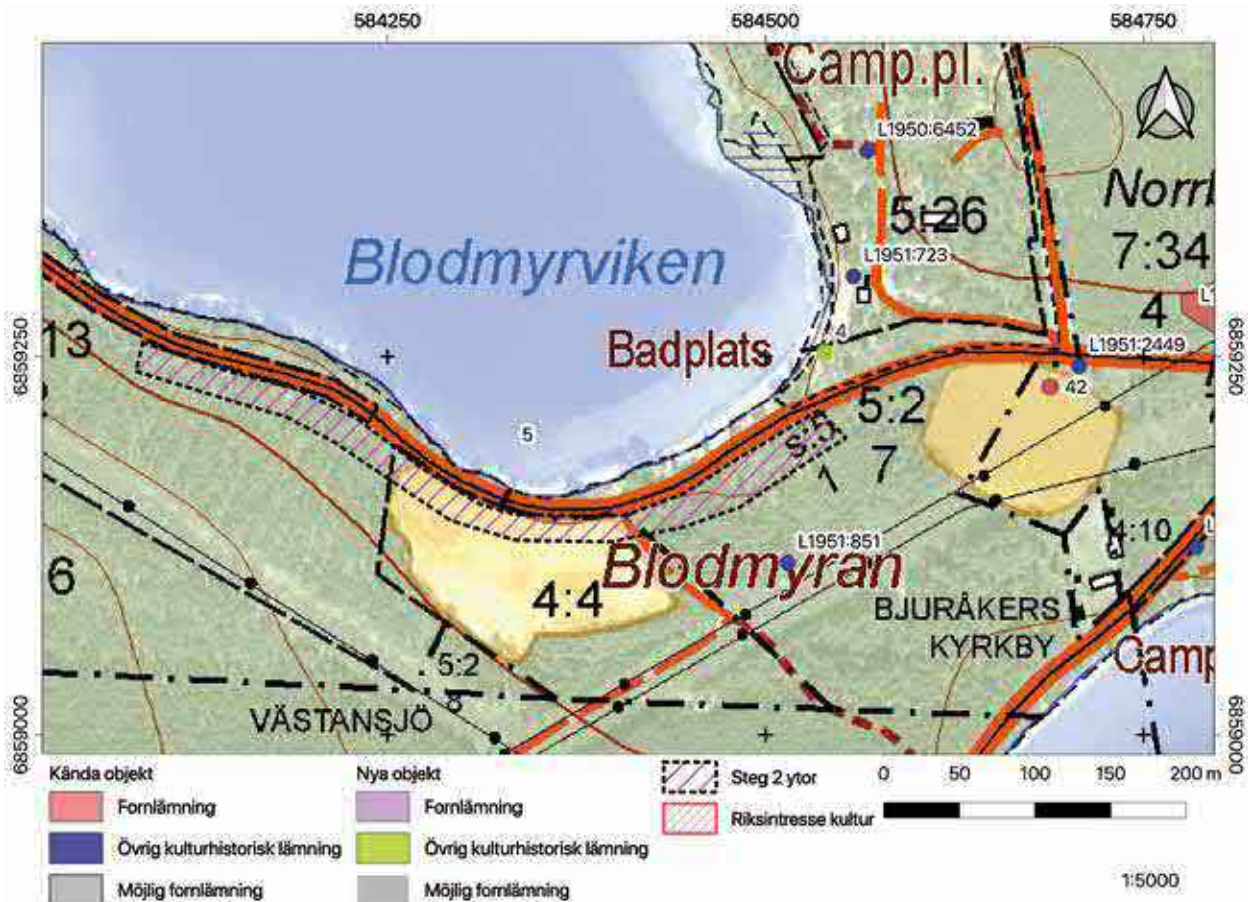 584250
584500
584750
Camp.pl.
L1950:6452
5:26
7:34
Blodmyrviken
L1951:723
4
4
13
Badplats
L1951:2449
6859250
6859250
42
5:2
7
5
S:5
1
L1951:851
Blodmyran
4:10
6
4:4
BJURÅKERS
KYRKBY
5:2
8
Camp
VÄSTANSJÖ
6859000
6859000
Kända objekt
Fornlämning
Övrig kulturhistorisk lämning
Möjlig fornlämning
Nya objekt
Fornlämning
Övrig kulturhistorisk lämning
Möjlig fornlämning
Steg 2 ytor
Riksintresse kultur
0 50 100 150 200 m
1:5000